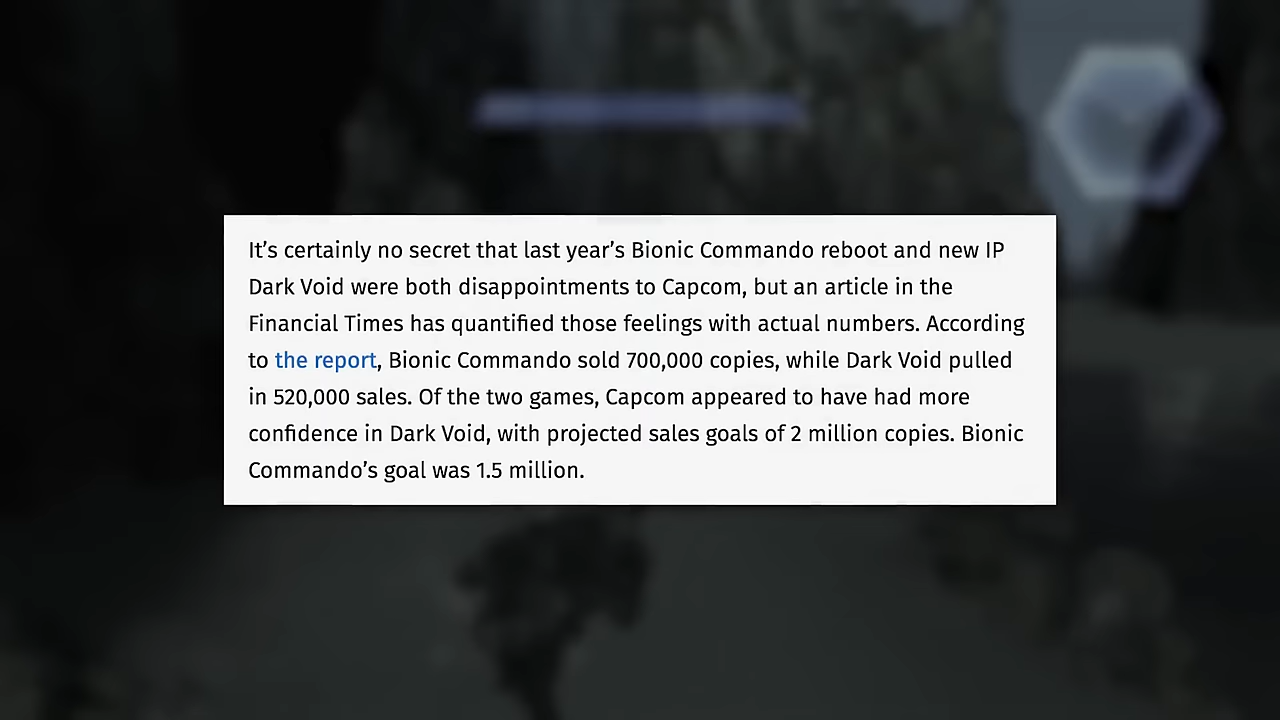 It’s certainly no secret that last year’s Bionic Commando reboot and new IP
Dark Void were both disappointments to Capcom, but an article in the
Financial Times has quantified those feelings with actual numbers. According
to the report, Bionic Commando sold 700,000 copies, while Dark Void pulled
in 520,000 sales. Of the two games, Capcom appeared to have had more
confidence in Dark Void, with projected sales goals of 2 million copies. Bionic
Commando’s goal was 1.5 million.